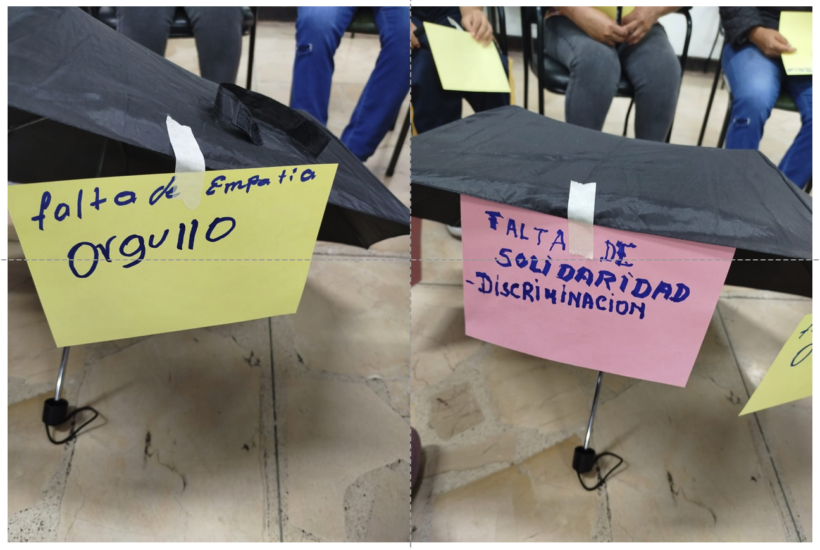 falta de Empatia
Orgullo
FALTA DE
SOLIDARIDAD
-DISCRIMINACION